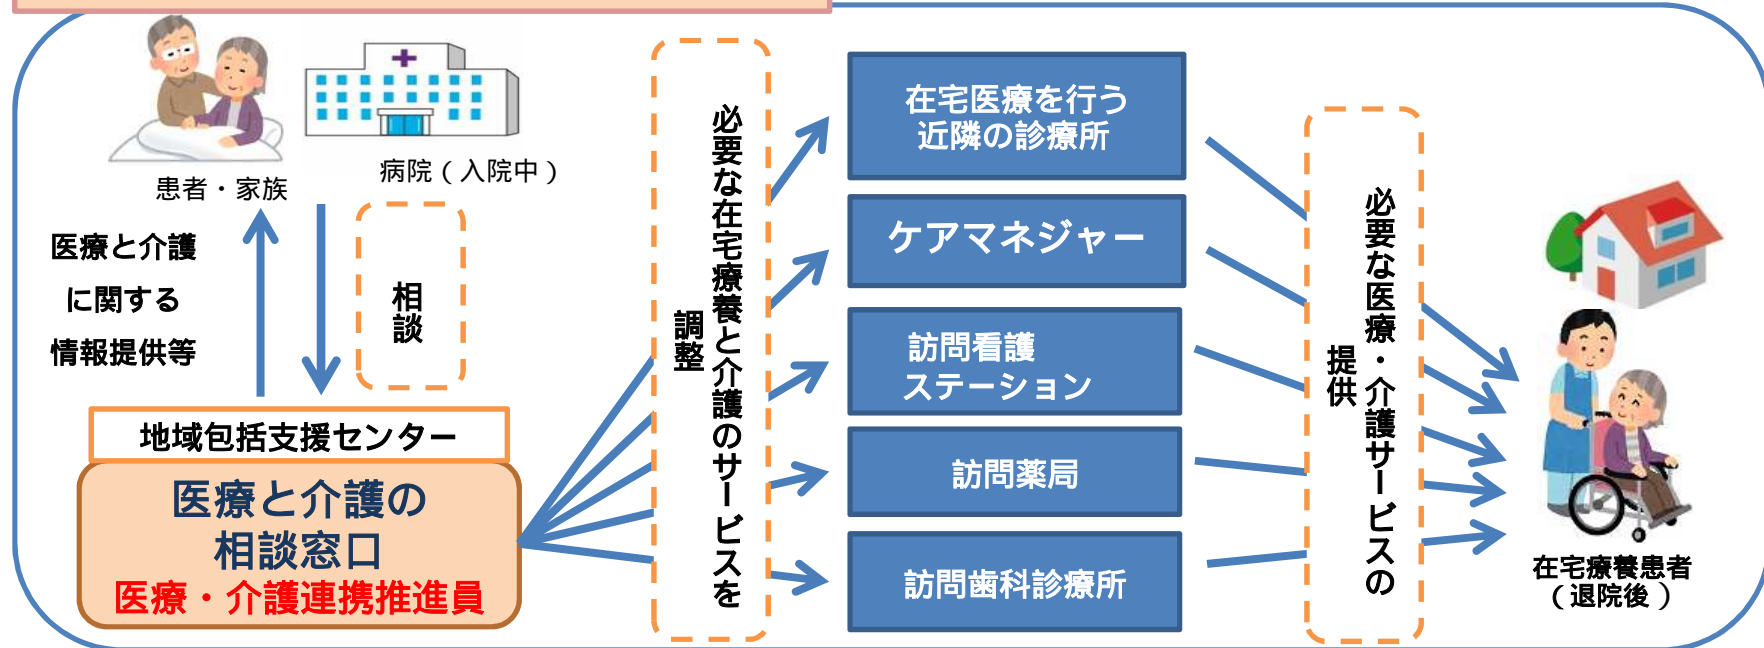 患者・家族
病院（入院中）
医療と介護
に関する
情報提供等
相談
地域包括支援センター
医療と介護の
相談窓口
医療・介護連携推進員
必要な在宅療養と介護のサービスを
調整
在宅医療を行う
近隣の診療所
ケアマネジャー
訪問看護
ステーション
訪問薬局
訪問歯科診療所
必要な医療・介護サービスの
提供
在宅療養患者
（退院後）